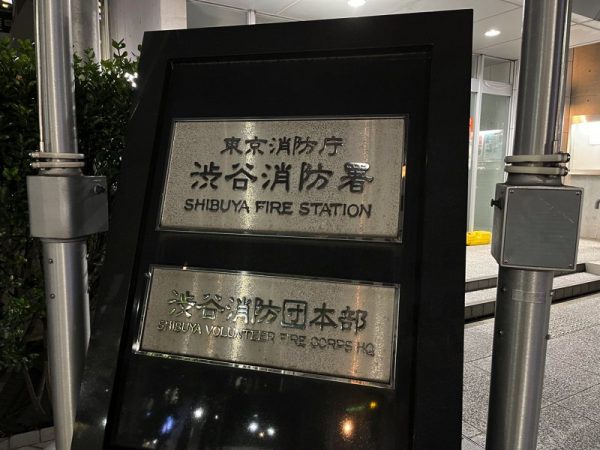 東京消防庁
渋谷消防署
SHIBUYA FIRE STATION
渋谷消防団本部
SHIBUYA VOLUNTEER FIRE CORPS HQ